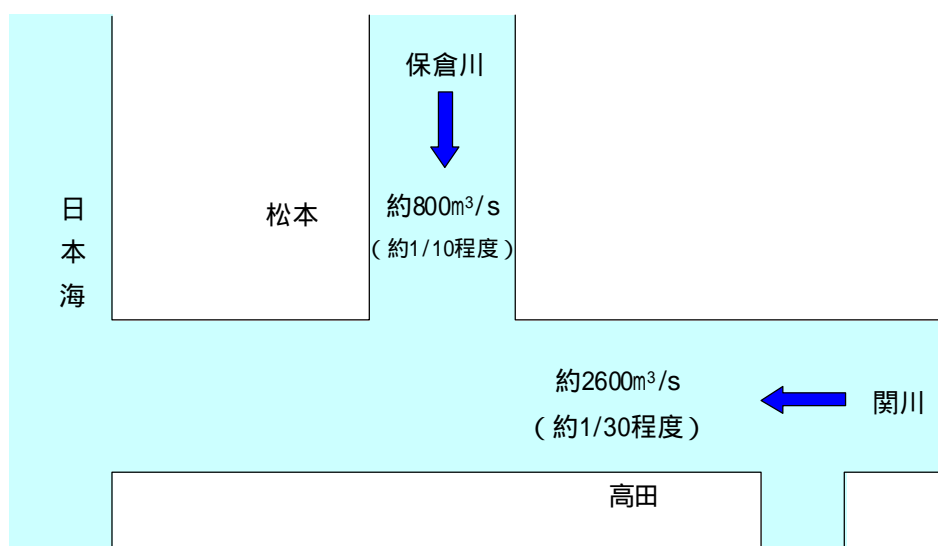 保倉川
日本海
松本
約800m³/s
(約1/10程度)
約2600m³/s
(約1/30程度)
関川
高田